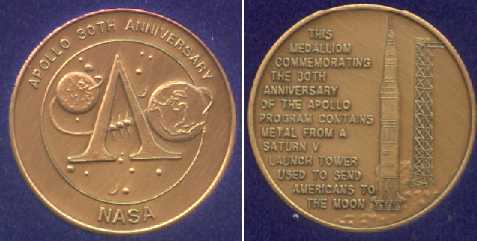 APOLLO 30TH ANNIVERSARY
A
NASA
THIS
MEDALLION
COMMEMORATING
THE 30TH
ANNIVERSARY
OF THE APOLLO
PROGRAM CONTAINS
METAL FROM A
SATURN V
LAUNCH TOWER
USED TO SEND
AMERICANS TO
THE MOON